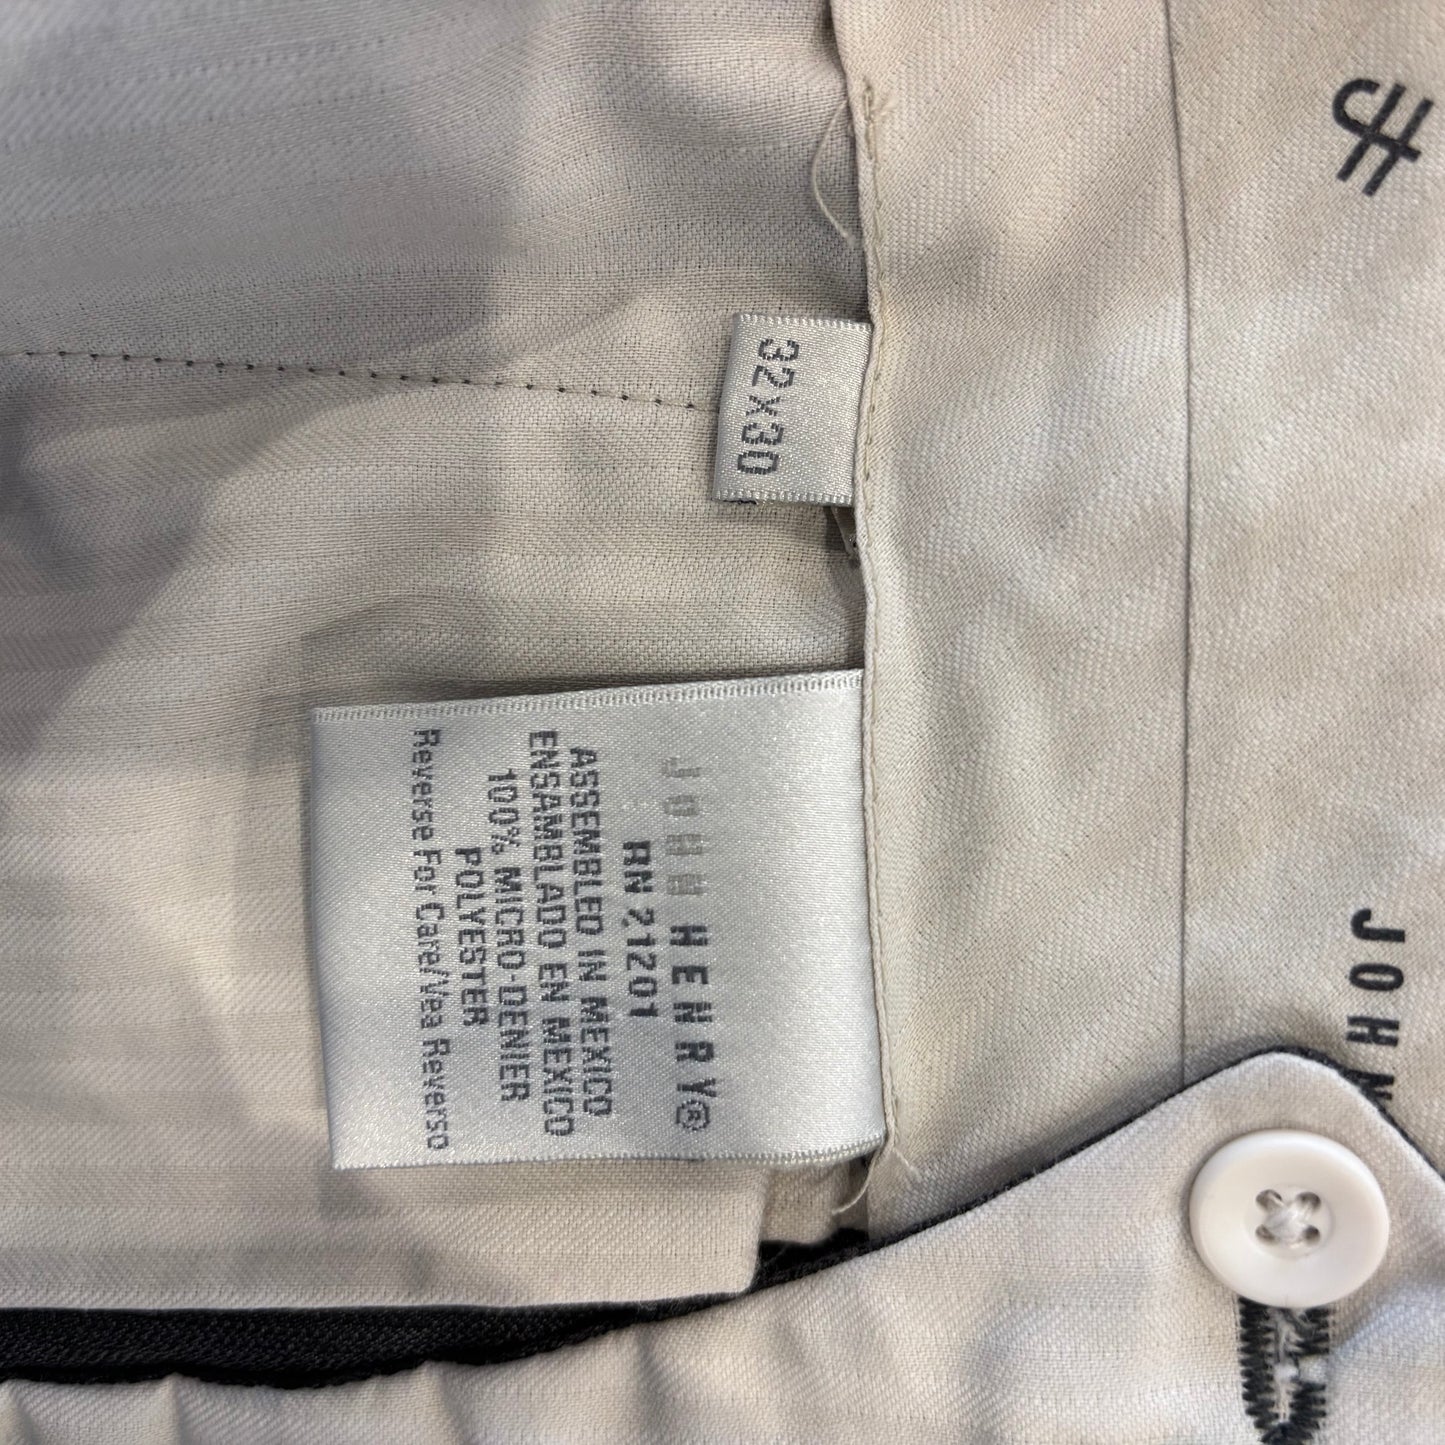 32x30
JOHN HENRY®
RN 21201
ASSEMBLED IN MEXICO
ENSAMBLADO EN MEXICO
100% MICRO-DENIER
POLYESTER
Reverse For Care/Vea Reverso
JH
JOHN